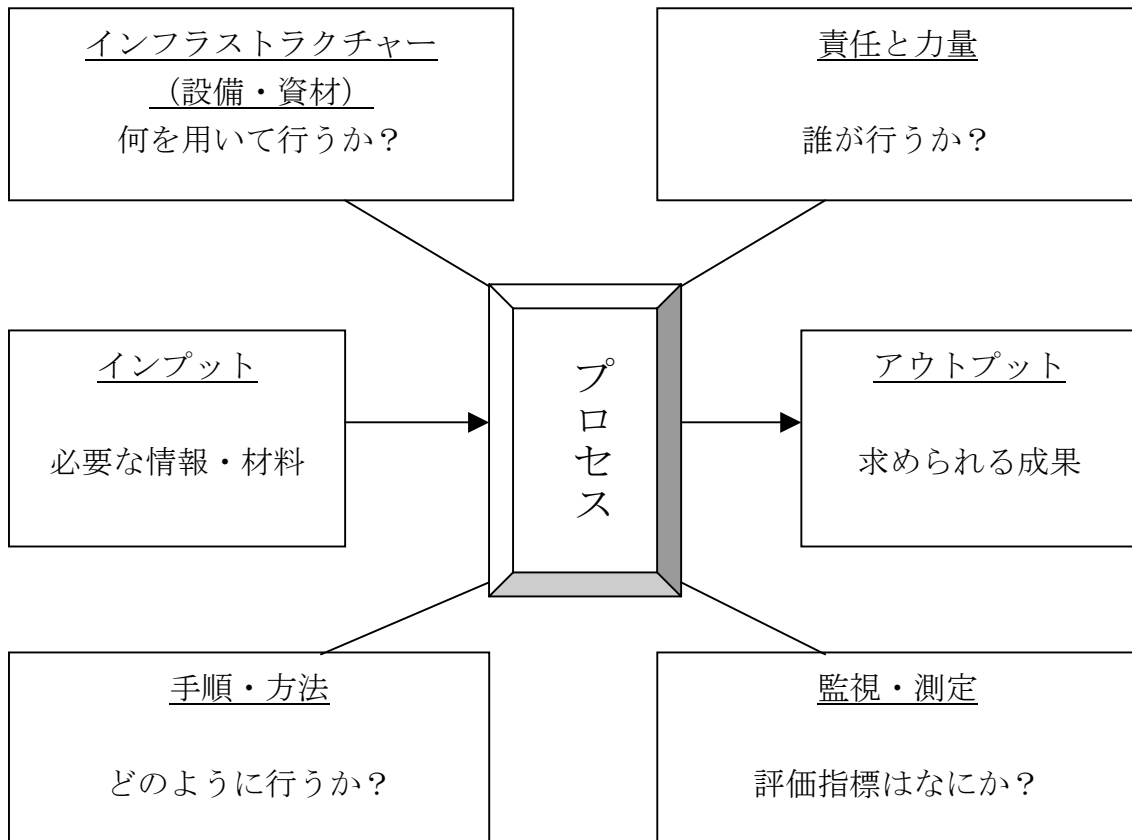 インフラストラクチャー
（設備・資材）
何を用いて行うか？
責任と力量
誰が行うか？
インプット
必要な情報・材料
プロセス
アウトプット
求められる成果
手順・方法
どのように行うか？
監視・測定
評価指標はなにか？